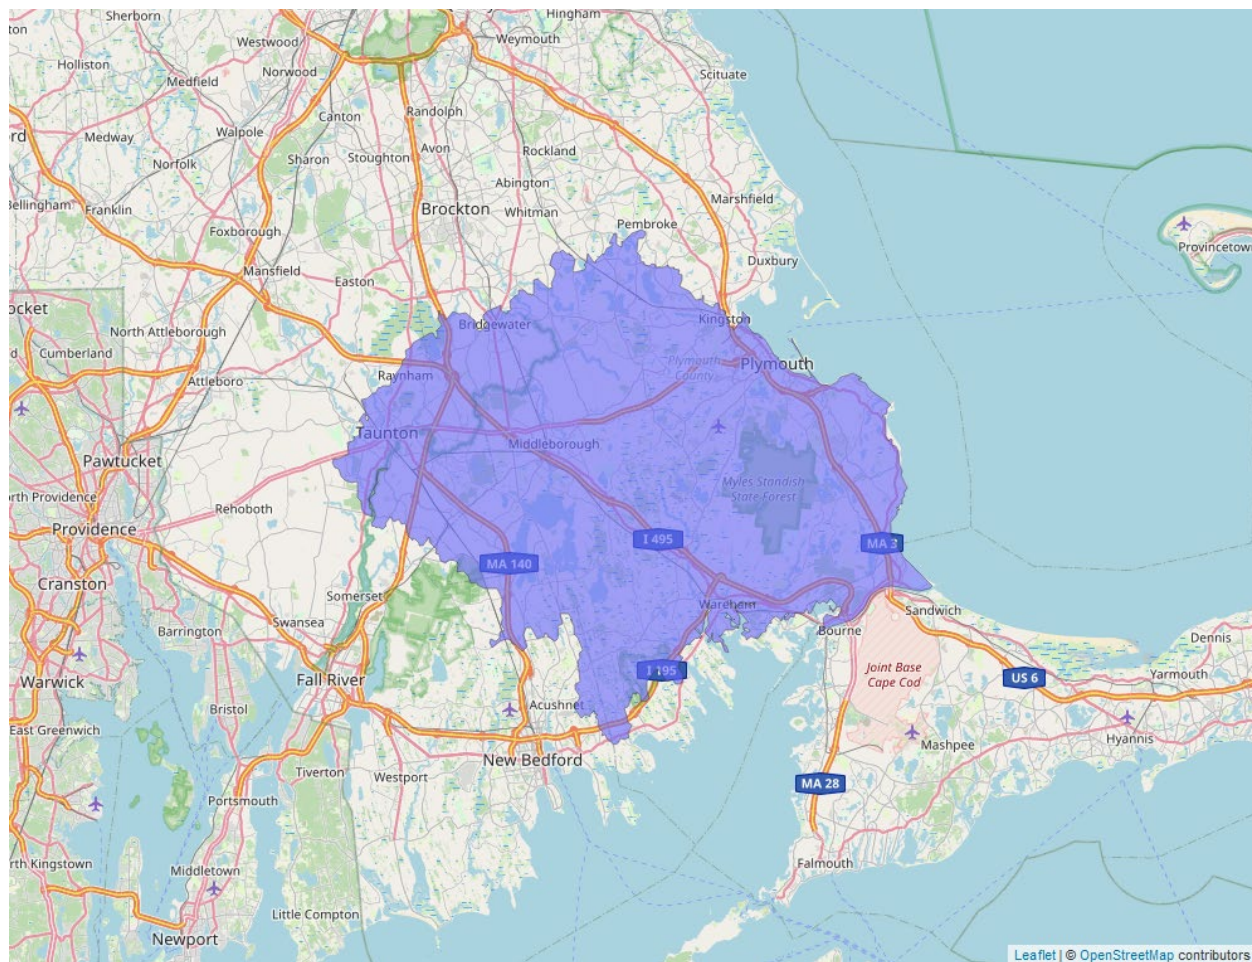 Sherborn
Hingham
Westwood
Weymouth
Holliston
Norwood
Scituate
Medfield
Randolph
Canton
Walpole
Medway
Avon
Rockland
Sharon
Stoughton
Norfolk
Abington
Marshfield
Bellingham
Franklin
Brockton
Whitman
Pembroke
Foxborough
Provincetown
Duxbury
Mansfield
Easton
ocket
Kingston
Bridgewater
North Attleborough
Cumberland
Plymouth
County
Plymouth
Raynham
Attleboro
Taunton
Middleborough
Pawtucket
Myles Standish
State Forest
North Providence
Rehoboth
Providence
I 495
MA 3
MA 140
Cranston
Somerset
Wareham
Sandwich
Swansea
Barrington
Bourne
Dennis
Joint Base
Cape Cod
I 195
US 6
Yarmouth
Warwick
Fall River
Bristol
Acushnet
East Greenwich
Hyannis
Mashpee
New Bedford
Tiverton
Westport
MA 28
Portsmouth
rth Kingstown
Falmouth
Middletown
Little Compton
Newport
Leaflet | © OpenStreetMap contributors